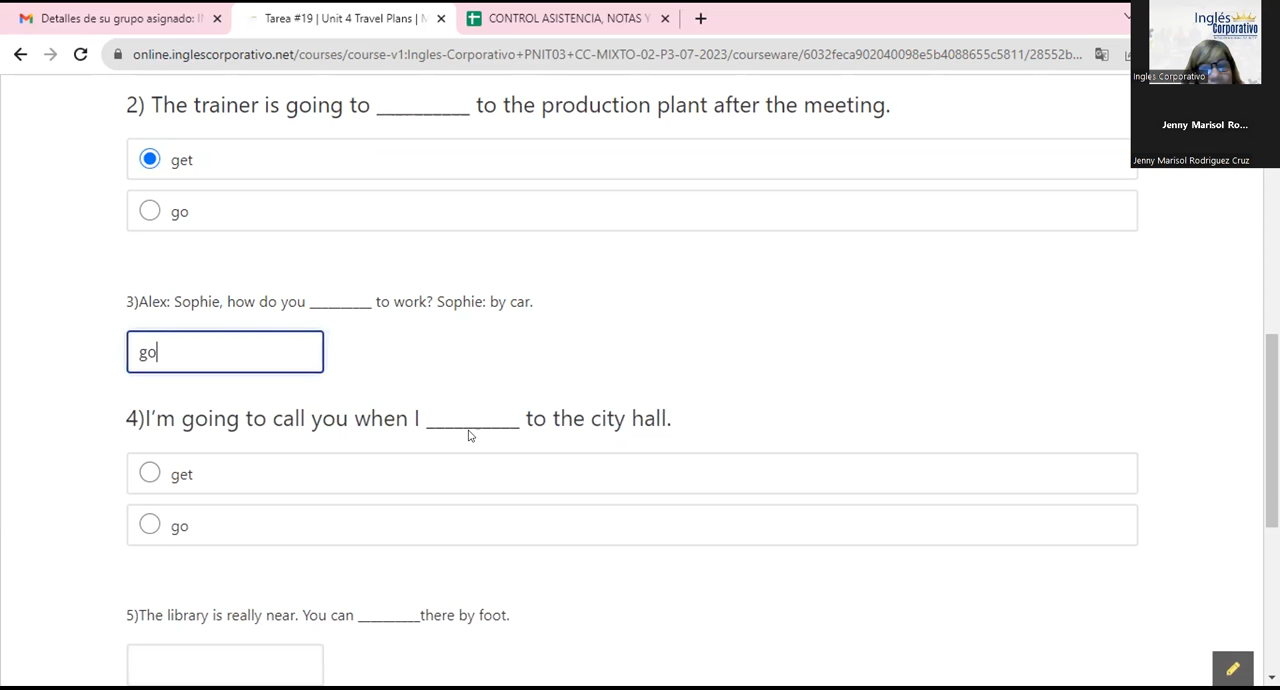 Detalles de su grupo asignado: I
Tarea #19 | Unit 4 Travel Plans | M
CONTROL ASISTENCIA, NOTAS Y
online.inglescorporativo.net/courses/course-v1:Ingles-Corporativo+PNIT03+CC-MIXTO-02-P3-07-2023/courseware/6032feca902040098e5b4088655c5811/28552b...
Inglés
Corporativo
Ingles Corporativo
Jenny Marisol Ro...
Jenny Marisol Rodriguez Cruz
2) The trainer is going to __________ to the production plant after the meeting.
get
go
3)Alex: Sophie, how do you ________ to work? Sophie: by car.
go
4)I'm going to call you when I __________ to the city hall.
get
go
5)The library is really near. You can ________there by foot.